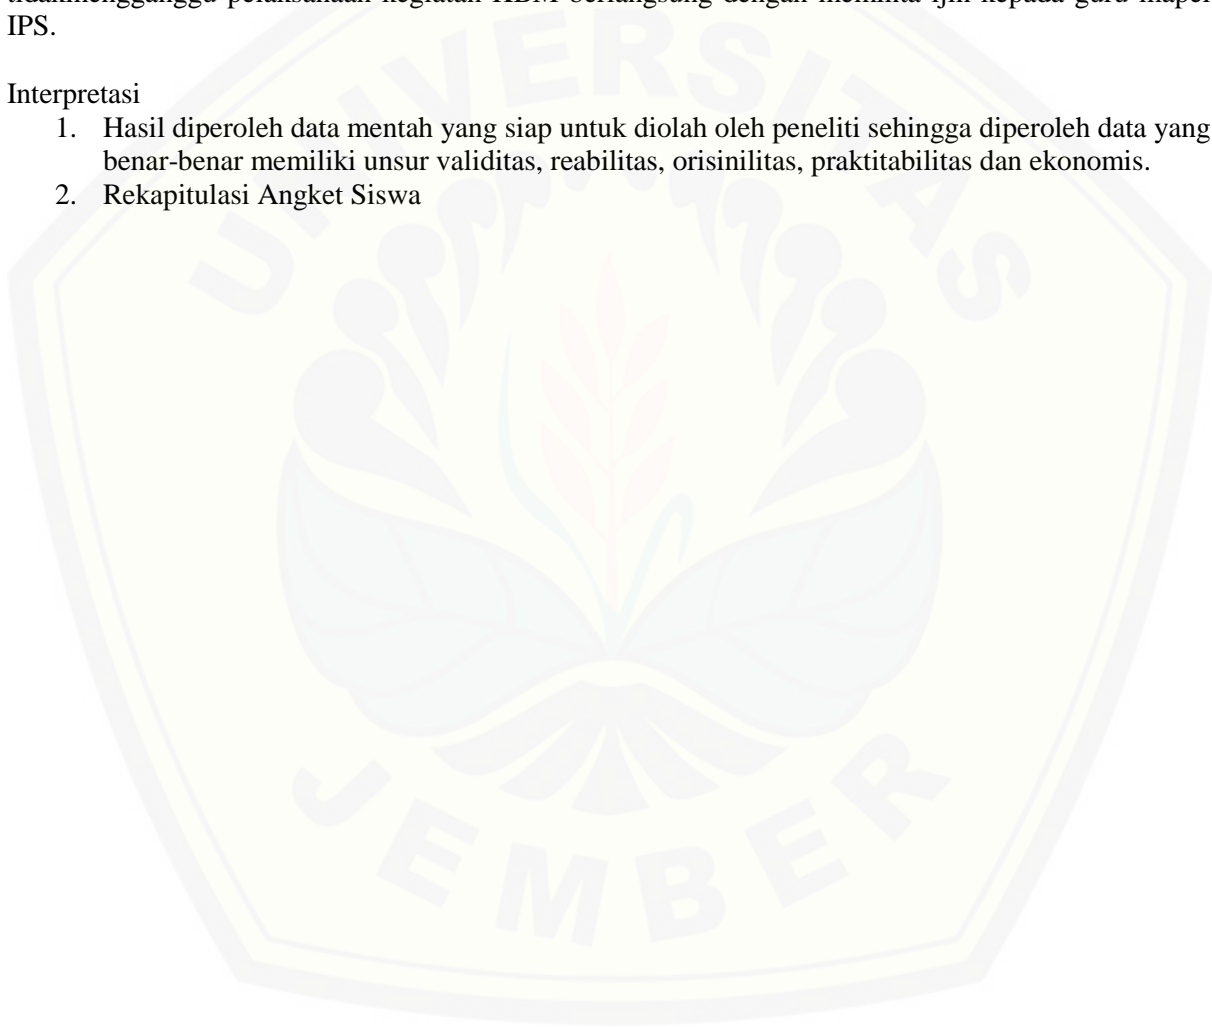 tidakmengganggu pelaksanaan kegiatan KBM berlangsung dengan meminta ijin kepada guru mapel
IPS.
Interpretasi
1. Hasil diperoleh data mentah yang siap untuk diolah oleh peneliti sehingga diperoleh data yang
benar-benar memiliki unsur validitas, reabilitas, orisinilitas, praktitabilitas dan ekonomis.
2. Rekapitulasi Angket Siswa
UNIVERSITAS
JEMBER